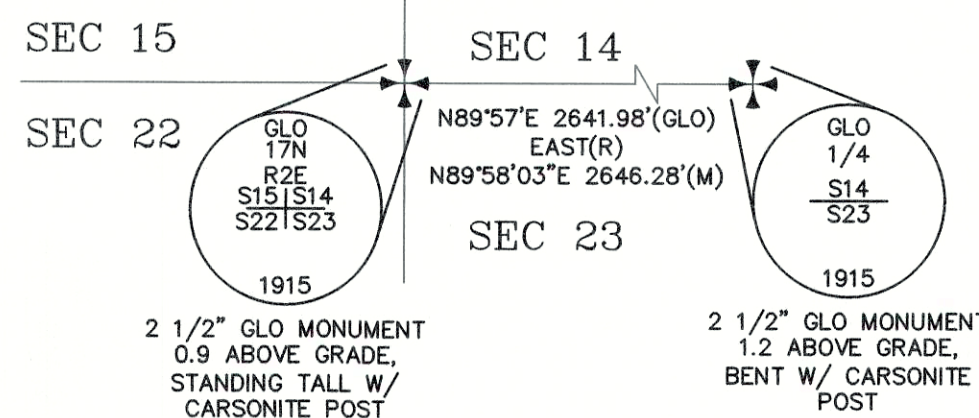 SEC 15
SEC 14
SEC 22
GLO
17N
R2E
S15|S14
S22|S23
1915
N89°57'E 2641.98'(GLO)
EAST(R)
N89°58'03"E 2646.28'(M)
SEC 23
GLO
1/4
S14
S23
1915
2 1/2" GLO MONUMENT
0.9 ABOVE GRADE,
STANDING TALL W/
CARSONITE POST
2 1/2" GLO MONUMENT
1.2 ABOVE GRADE,
BENT W/ CARSONITE
POST